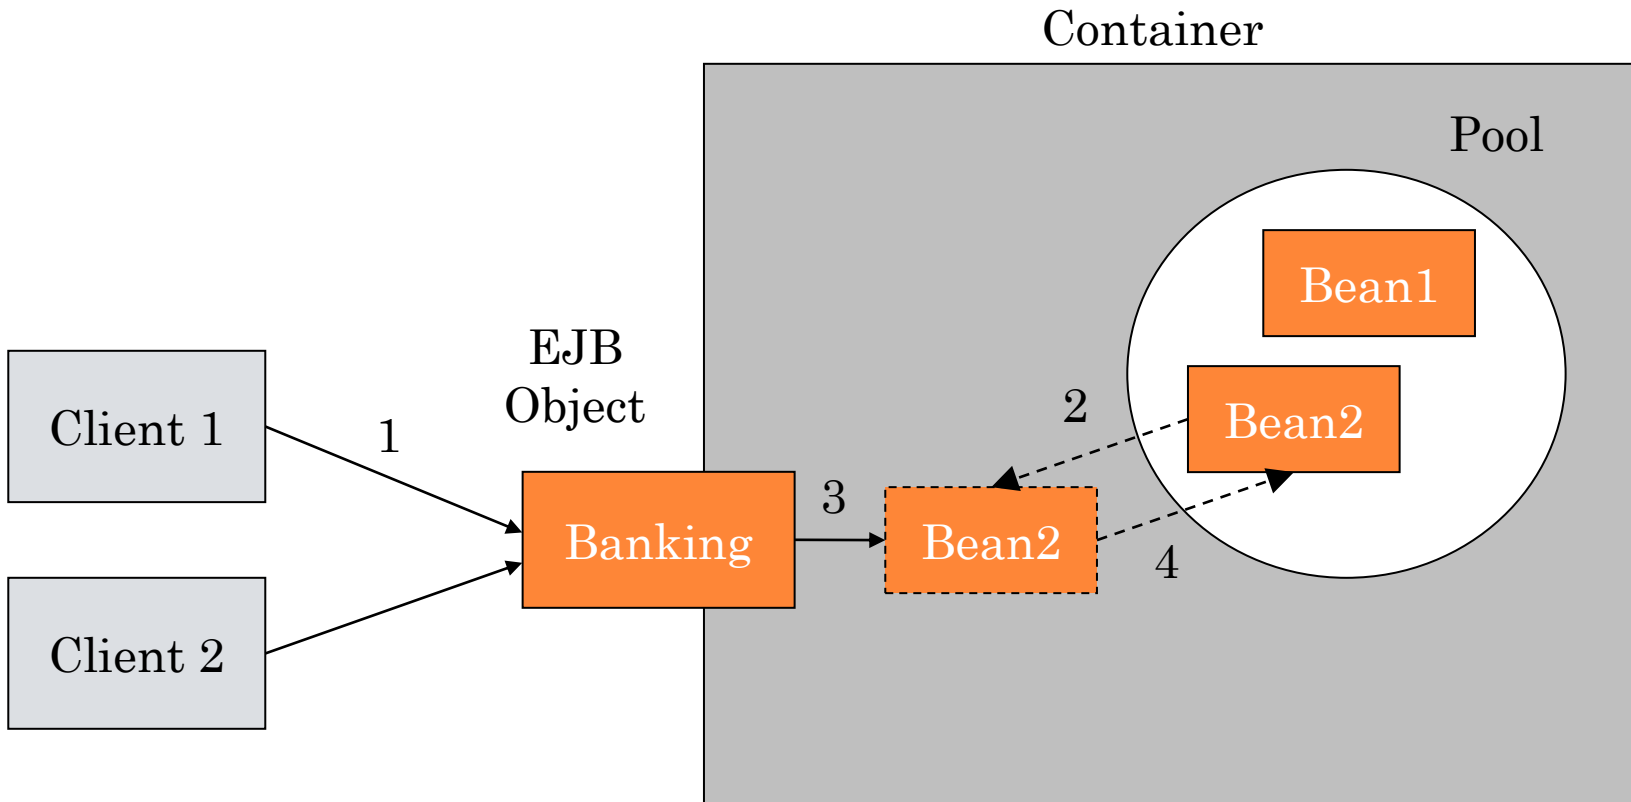 Container
Pool
Bean1
EJB
Object
Client 1
1
2
Bean2
3
Banking
Bean2
4
Client 2